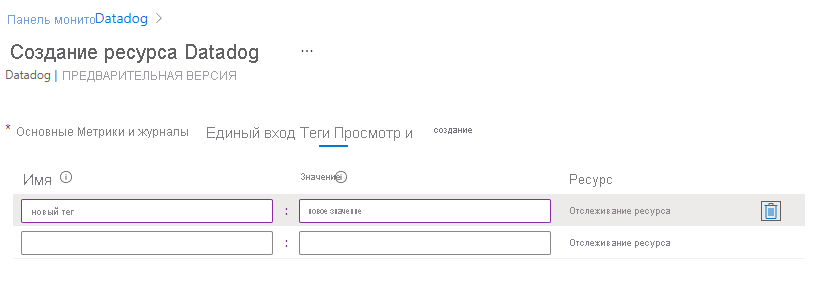 Панель монитоDatadog >
Создание ресурса Datadog ...
Datadog | ПРЕДВАРИТЕЛЬНАЯ ВЕРСИЯ
* Основные Метрики и журналы Единый вход Теги Просмотр и создание
Имя Значение Ресурс
новый тег : новое значение Отслеживание ресурса
: Отслеживание ресурса